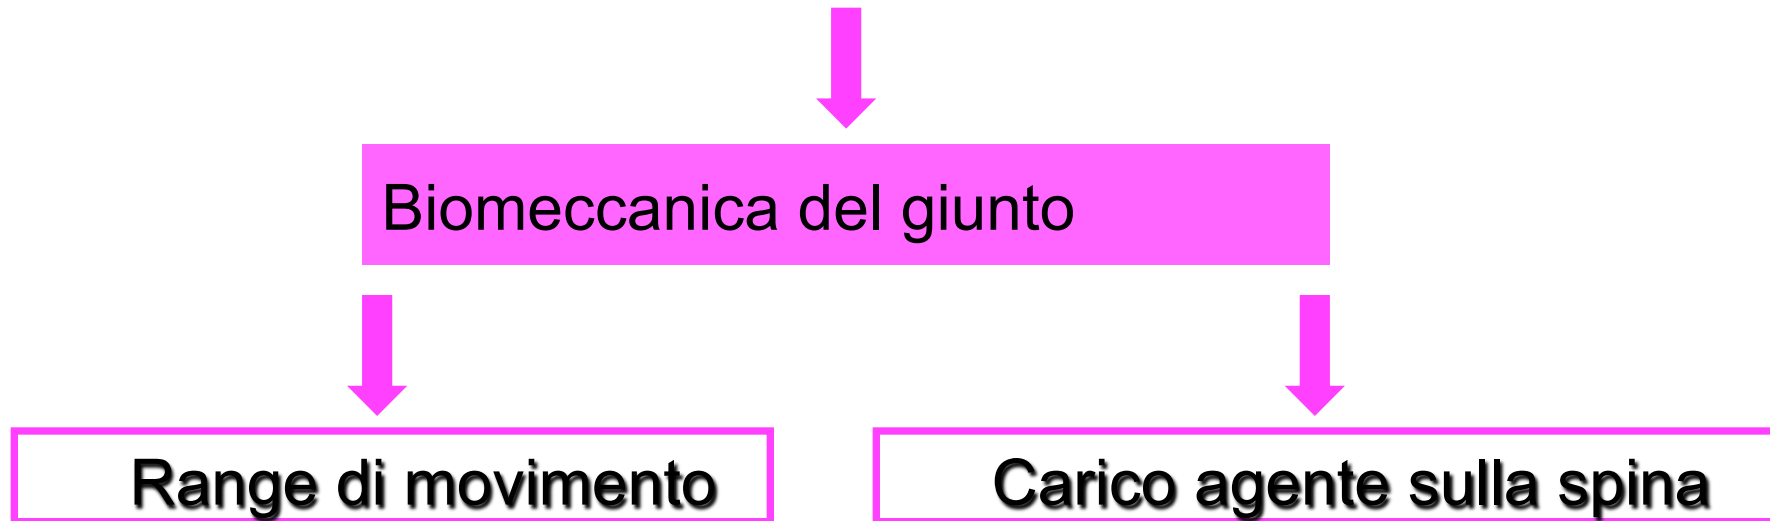 Biomeccanica del giunto
Range di movimento
Carico agente sulla spina